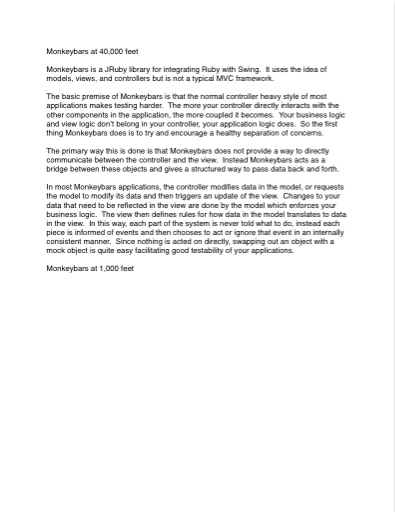 Monkeybars at 40,000 feet
Monkeybars is a JRuby library for integrating Ruby with Swing.  It uses the idea of
models, views, and controllers but is not a typical MVC framework.
The basic premise of Monkeybars is that the normal controller heavy style of most
applications makes testing harder.  The more your controller directly interacts with the
other components in the application, the more coupled it becomes.  Your business logic
and view logic don't belong in your controller, your application logic does.  So the first
thing Monkeybars does is to try and encourage a healthy separation of concerns.
The primary way this is done is that Monkeybars does not provide a way to directly
communicate between the controller and the view.  Instead Monkeybars acts as a
bridge between these objects and gives a structured way to pass data back and forth.
In most Monkeybars applications, the controller modifies data in the model, or requests
the model to modify its data and then triggers an update of the view.  Changes to your
data that need to be reflected in the view are done by the model which enforces your
business logic.  The view then defines rules for how data in the model translates to data
in the view.  In this way, each part of the system is never told what to do, instead each
piece is informed of events and then chooses to act or ignore that event in an internally
consistent manner.  Since nothing is acted on directly, swapping out an object with a
mock object is quite easy facilitating good testability of your applications.
Monkeybars at 1,000 feet